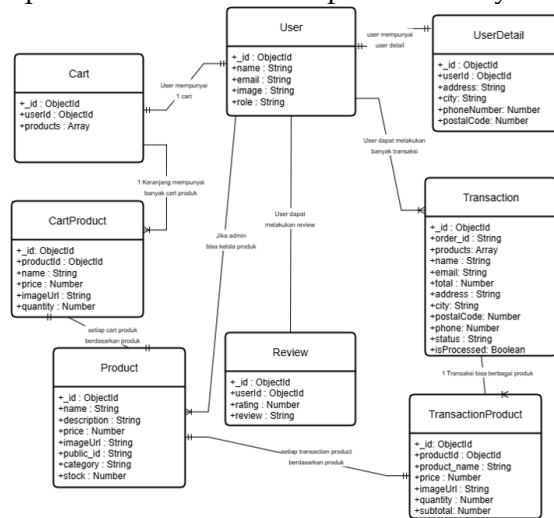 User
+_id : ObjectId
+name : String
+email : String
+image : String
+role : String
user mempunyai
user detail
UserDetail
+_id : ObjectId
+userId : ObjectId
+address: String
+city: String
+phoneNumber: Number
+postalCode: Number
Cart
+_id : ObjectId
+userId : ObjectId
+products : Array
User mempunyai
1 cart
User dapat melakukan
banyak transaksi
1 Keranjang mempunyai
banyak cart produk
CartProduct
+_id: ObjectId
+productId : ObjectId
+name : String
+price : Number
+imageUrl : String
+quantity : Number
Jika admin
bisa kelola produk
User dapat
melakukan review
Transaction
+_id : ObjectId
+order_id : String
+products: Array
+name : String
+email: String
+total : Number
+address : String
+city: String
+postalCode: Number
+phone: Number
+status : String
+isProcessed: Boolean
setiap cart produk
berdasarkan produk
Product
+_id : ObjectId
+name : String
+description : String
+price : Number
+imageUrl : String
+public_id : String
+category : String
+stock : Number
Review
+_id : ObjectId
+userId : ObjectId
+rating : Number
+review : String
1 Transaksi bisa berbagai produk
TransactionProduct
+_id: ObjectId
+productId : ObjectId
+product_name : String
+price : Number
+imageUrl : String
+quantity : Number
+subtotal: Number
setiap transaction product
berdasarkan produk